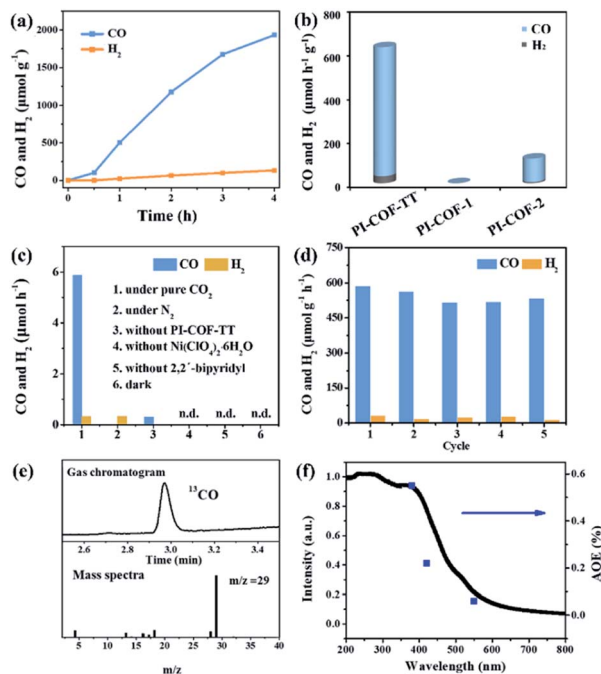 (a)
CO
H2
CO and H2 (μmol g-1)
2000
1500
1000
500
0
0 1 2 3 4
Time (h)
(b)
CO
H2
CO and H2 (μmol h-1 g-1)
800
600
400
200
0
PI-COF-TT
PI-COF-1
PI-COF-2
(c)
CO H2
CO and H2 (μmol h-1)
6
4
2
0
1. under pure CO2
2. under N2
3. without PI-COF-TT
4. without Ni(ClO4)2·6H2O
5. without 2,2´-bipyridyl
6. dark
n.d. n.d. n.d.
1 2 3 4 5 6
(d)
CO H2
CO and H2 (μmol g-1 h-1)
750
600
450
300
150
0
1 2 3 4 5
Cycle
(e)
Gas chromatogram
13CO
2.6 2.8 3.0 3.2 3.4
Time (min)
Mass spectra
m/z =29
5 10 15 20 25 30 35 40
m/z
(f)
Intensity (a.u.)
1.0
0.8
0.6
0.4
0.2
0.0
AQE (%)
0.6
0.4
0.2
0.0
200 300 400 500 600 700 800
Wavelength (nm)